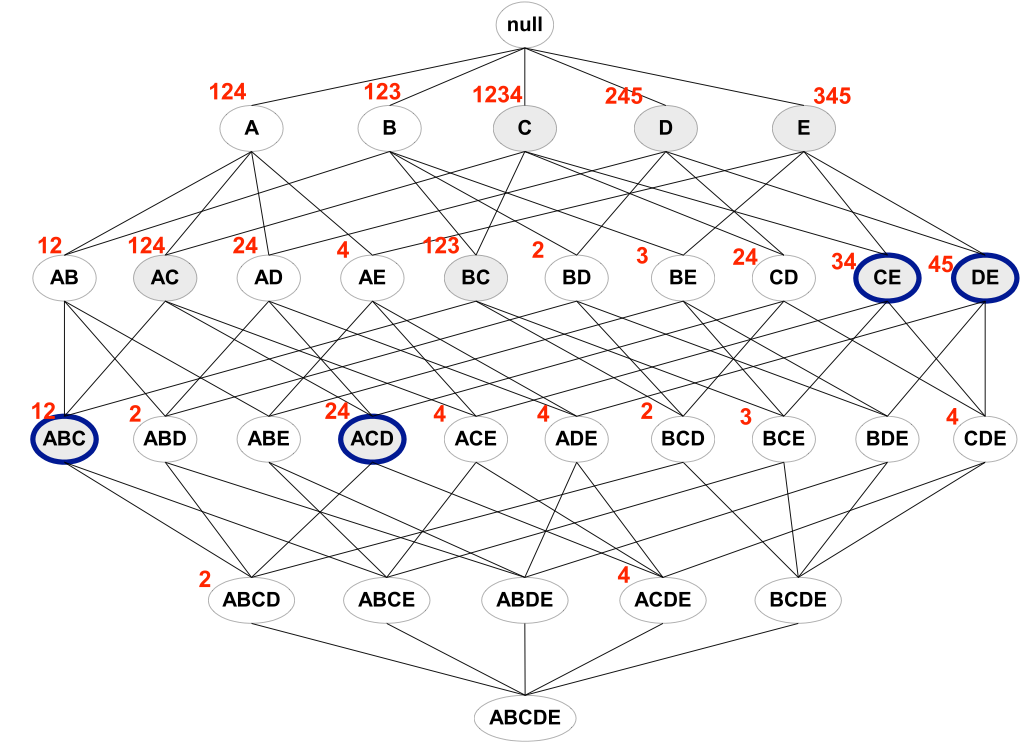 null
124 123 1234 245 345
A B C D E
12 124 24 4 123 2 3 24 34 45
AB AC AD AE BC BD BE CD CE DE
12 2 24 4 4 2 3 4
ABC ABD ABE ACD ACE ADE BCD BCE BDE CDE
2 4
ABCD ABCE ABDE ACDE BCDE
ABCDE